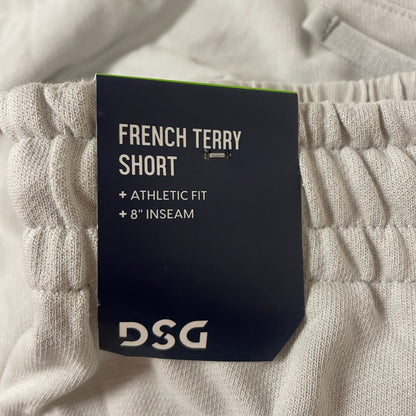 FRENCH TERRY
SHORT
+ ATHLETIC FIT
+ 8" INSEAM
DSG